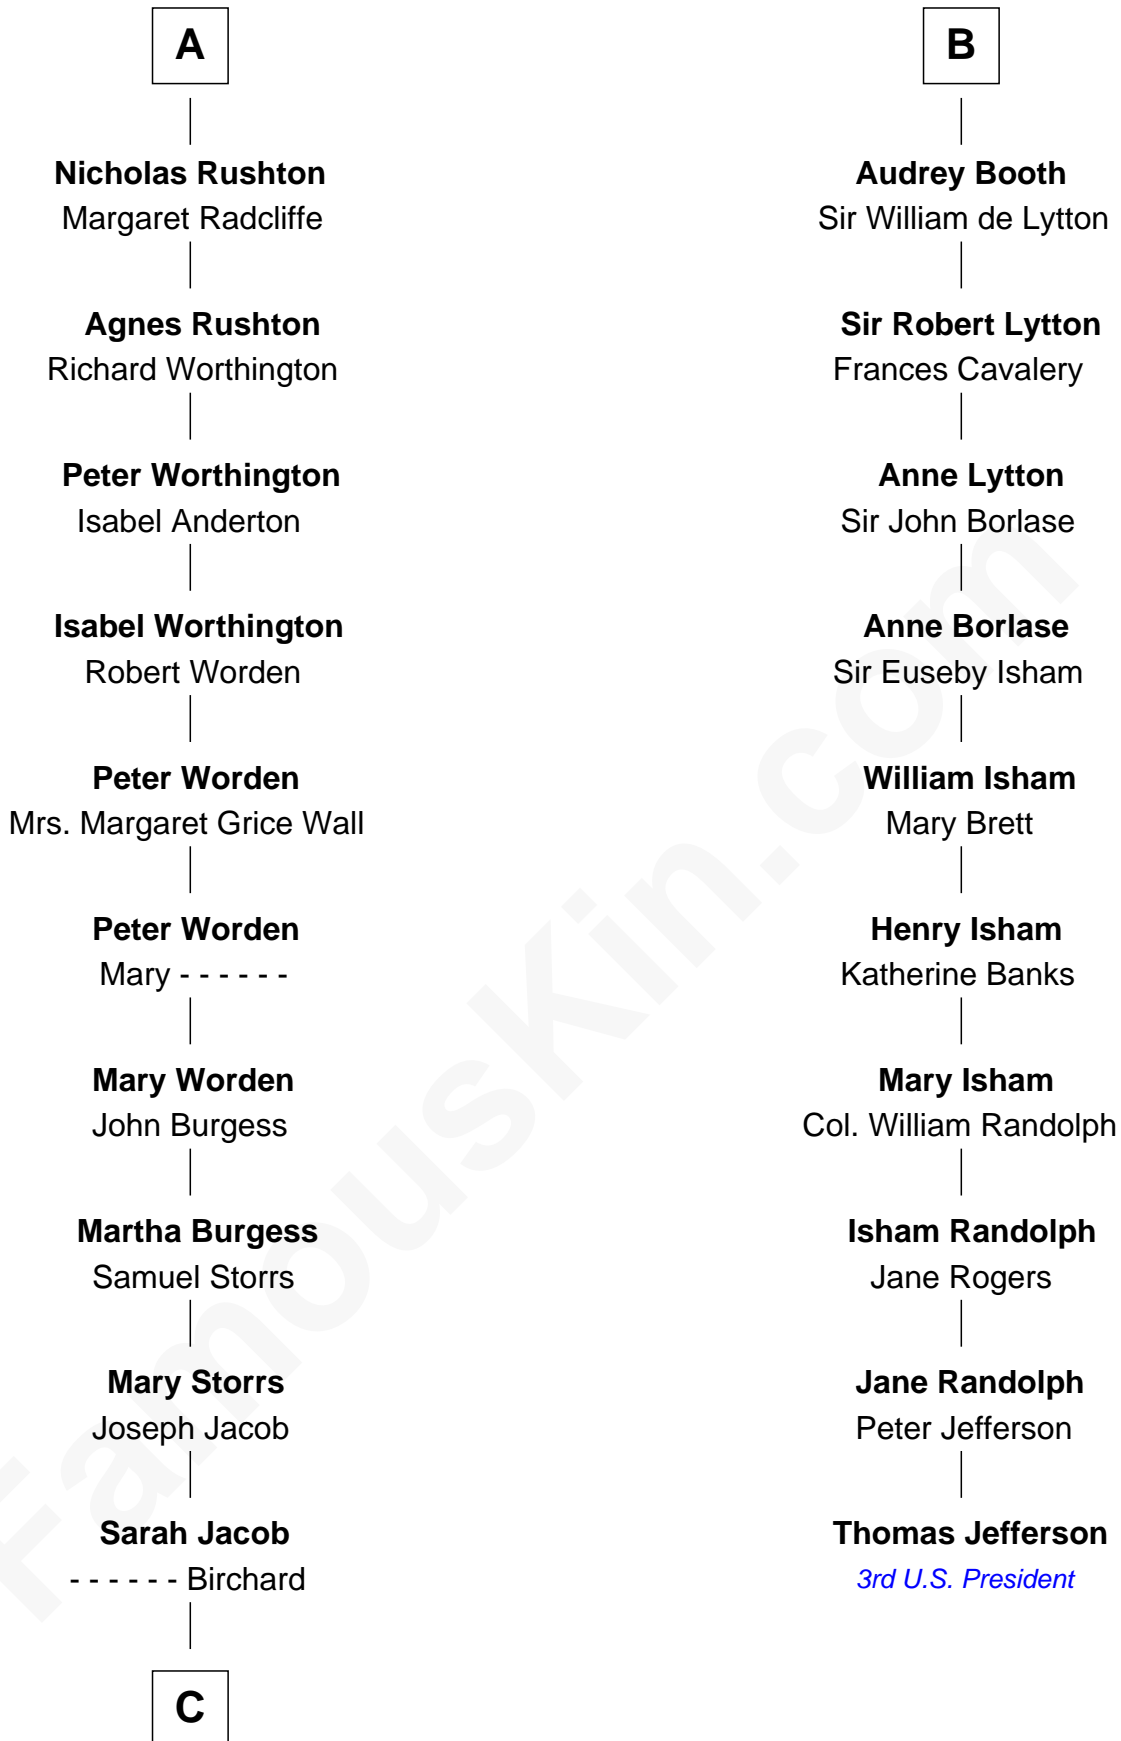 A
Nicholas Rushton
Margaret Radcliffe
Agnes Rushton
Richard Worthington
Peter Worthington
Isabel Anderton
Isabel Worthington
Robert Worden
Peter Worden
Mrs. Margaret Grice Wall
Peter Worden
Mary - - - - - -
Mary Worden
John Burgess
Martha Burgess
Samuel Storrs
Mary Storrs
Joseph Jacob
Sarah Jacob
- - - - - - Birchard
C
B
Audrey Booth
Sir William de Lytton
Sir Robert Lytton
Frances Cavalery
Anne Lytton
Sir John Borlase
Anne Borlase
Sir Euseby Isham
William Isham
Mary Brett
Henry Isham
Katherine Banks
Mary Isham
Col. William Randolph
Isham Randolph
Jane Rogers
Jane Randolph
Peter Jefferson
Thomas Jefferson
3rd U.S. President
FamousKin.com